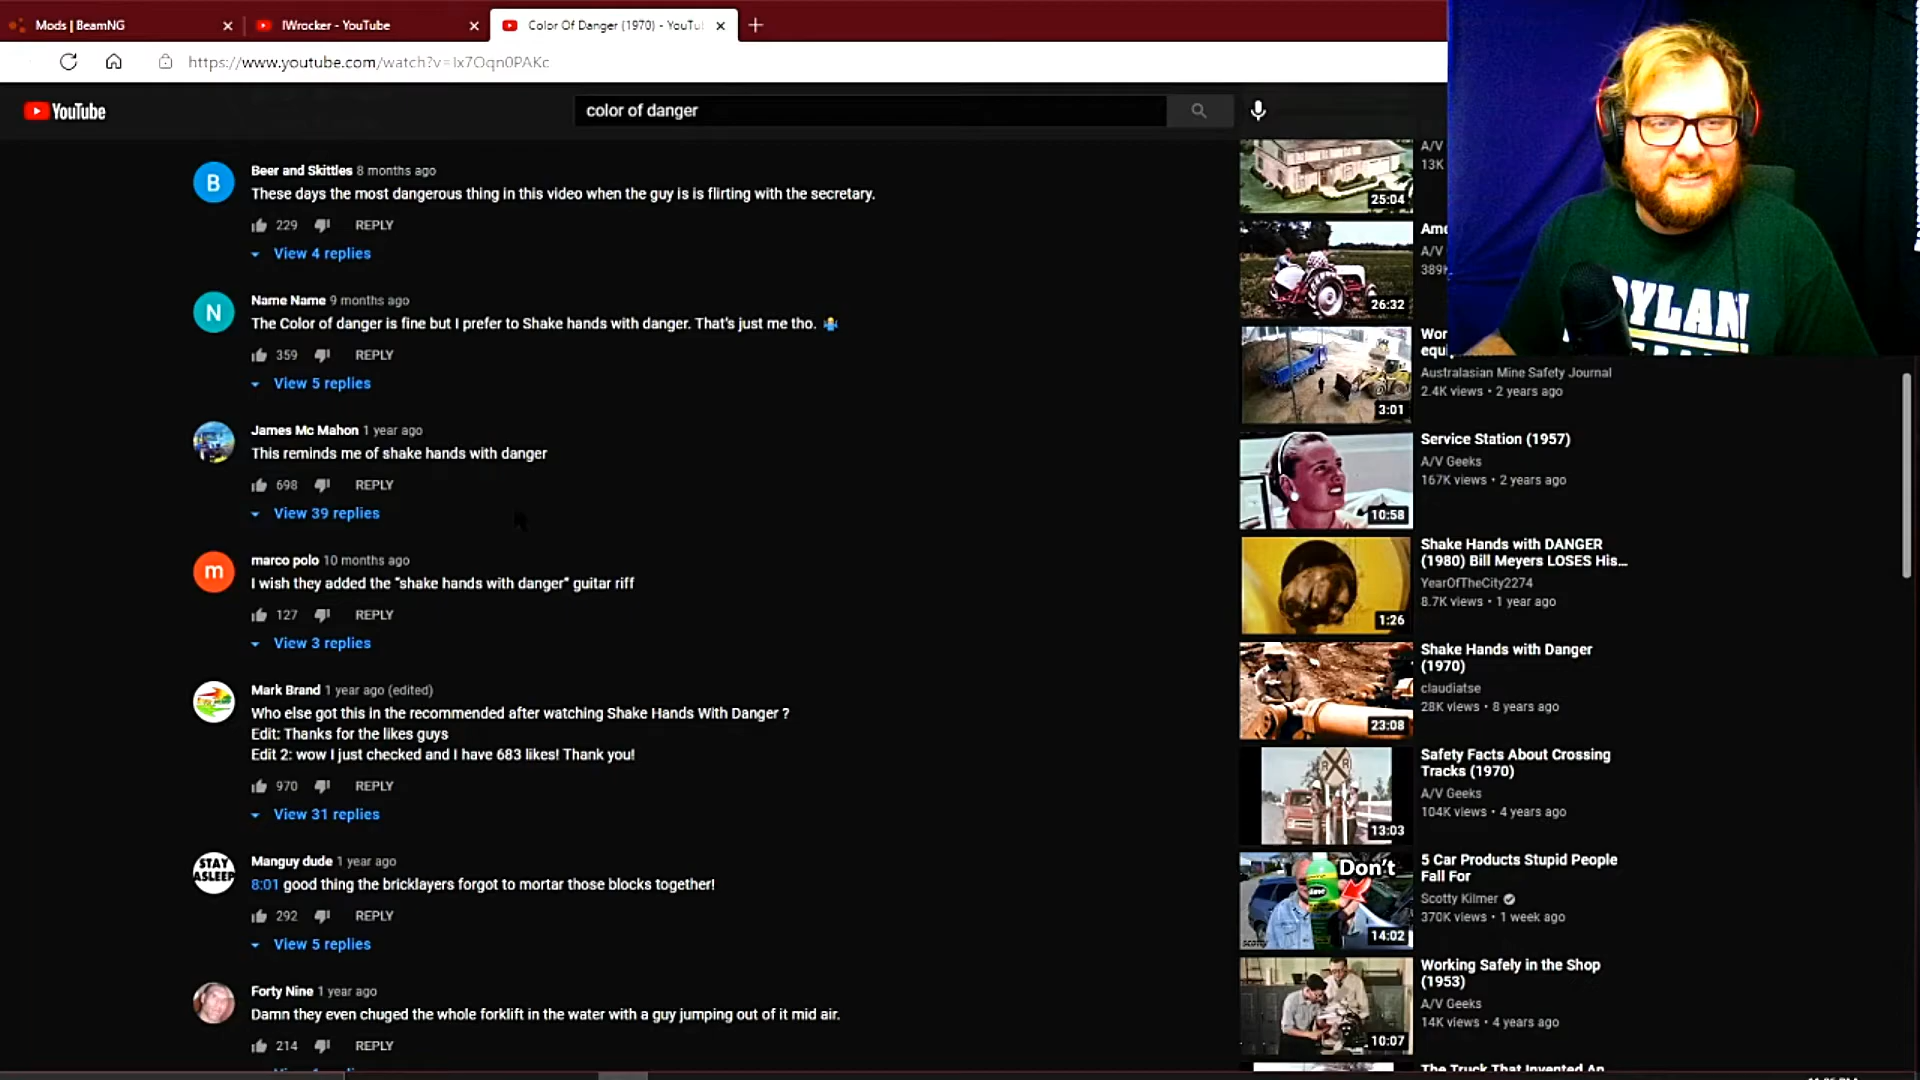 Mods | BeamNG
IWrocker - YouTube
Color Of Danger (1970) - YouTu
https://www.youtube.com/watch?v=Ix7Oqn0PAKc
YouTube
color of danger
Beer and Skittles 8 months ago
These days the most dangerous thing in this video when the guy is is flirting with the secretary.
229 REPLY
View 4 replies
Name Name 9 months ago
The Color of danger is fine but I prefer to Shake hands with danger. That's just me tho.
359 REPLY
View 5 replies
James Mc Mahon 1 year ago
This reminds me of shake hands with danger
698 REPLY
View 39 replies
marco polo 10 months ago
I wish they added the "shake hands with danger" guitar riff
127 REPLY
View 3 replies
Mark Brand 1 year ago (edited)
Who else got this in the recommended after watching Shake Hands With Danger ?
Edit: Thanks for the likes guys
Edit 2: wow I just checked and I have 683 likes! Thank you!
970 REPLY
View 31 replies
Manguy dude 1 year ago
8:01 good thing the bricklayers forgot to mortar those blocks together!
292 REPLY
View 5 replies
Forty Nine 1 year ago
Damn they even chuged the whole forklift in the water with a guy jumping out of it mid air.
214 REPLY
B
N
m
STAY
ASLEEP
A/V
13K
25:04
Ame
A/V
389K
26:32
Wor
equi
Australasian Mine Safety Journal
2.4K views • 2 years ago
3:01
Service Station (1957)
A/V Geeks
167K views • 2 years ago
10:58
Shake Hands with DANGER
(1980) Bill Meyers LOSES His...
YearOfTheCity2274
8.7K views • 1 year ago
1:26
Shake Hands with Danger
(1970)
claudiatse
28K views • 8 years ago
23:08
Safety Facts About Crossing
Tracks (1970)
A/V Geeks
104K views • 4 years ago
R R
13:03
5 Car Products Stupid People
Fall For
Scotty Kilmer
370K views • 1 week ago
Don't
14:02
Working Safely in the Shop
(1953)
A/V Geeks
14K views • 4 years ago
10:07
The Truck That Invented An
RYLAN